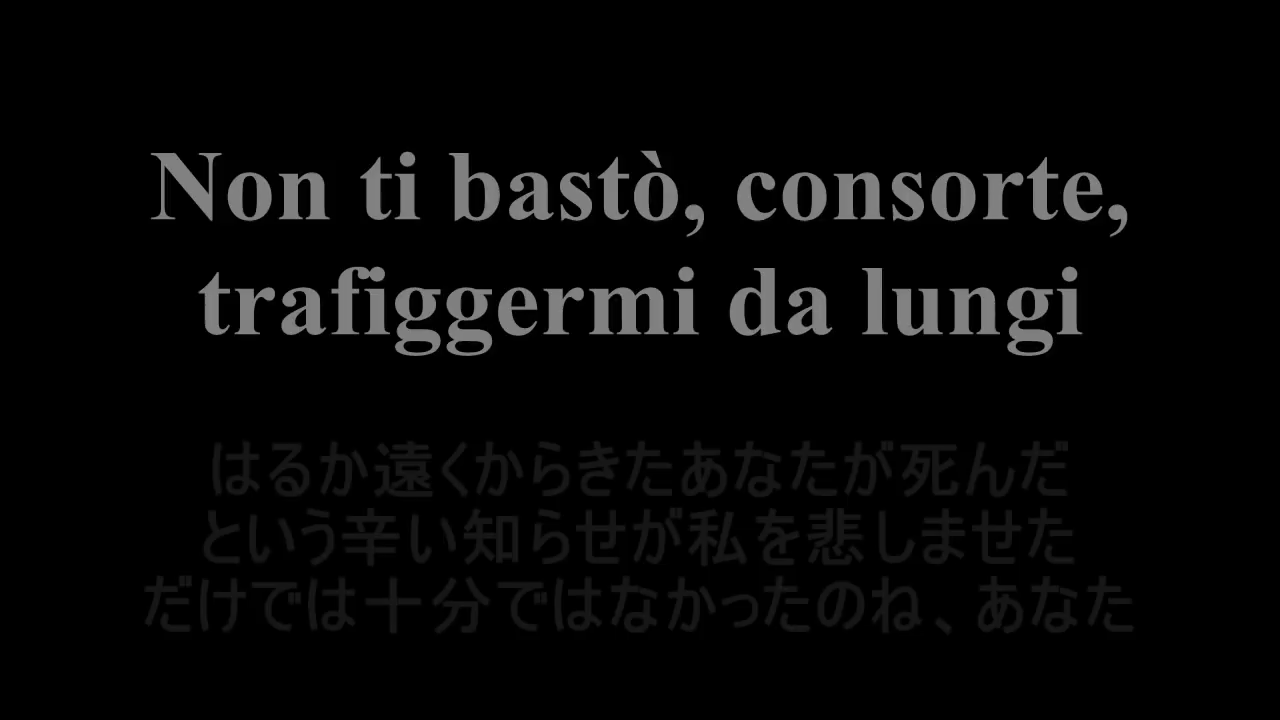 Non ti bastò, consorte,
trafiggermi da lungi
はるか遠くからきたあなたが死んだ
という辛い知らせが私を悲しませた
だけでは十分ではなかったのね、あなた